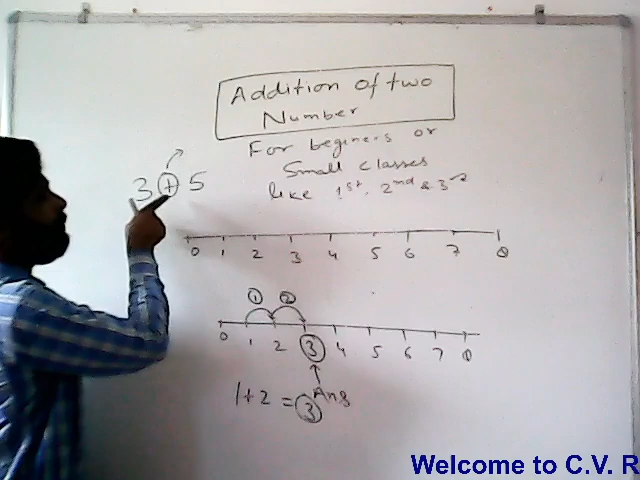 Addition of two
Number
For beginers or
Small classes
like 1st, 2nd & 3rd
3 + 5
0 1 2 3 4 5 6 7 8
1 2
0 1 2 3 4 5 6 7 8
Ans
1+2 = 3
Welcome to C.V. R